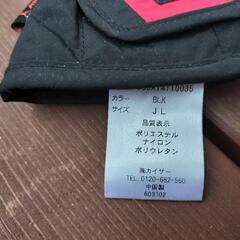 カラー BLK
サイズ JL
品質表示
ポリエステル
ナイロン
ポリウレタン
㈱カイザー
TEL.0120-682-560
中国製
603102